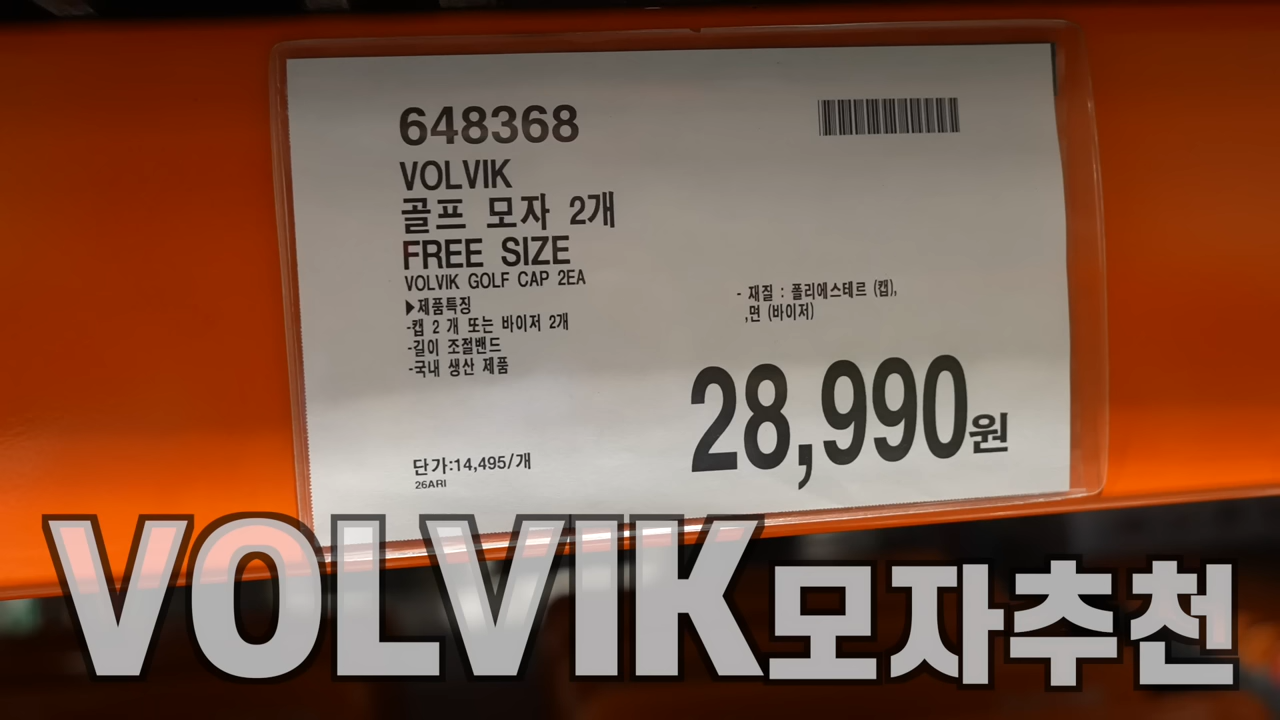 648368
VOLVIK
골프 모자 2개
FREE SIZE
VOLVIK GOLF CAP 2EA
▶제품특징
-캡 2 개 또는 바이저 2개
-길이 조절밴드
-국내 생산 제품
- 재질 : 폴리에스테르 (캡),
,면 (바이저)
28,990원
단가:14,495/개
26ARI
VOLVIK모자추천